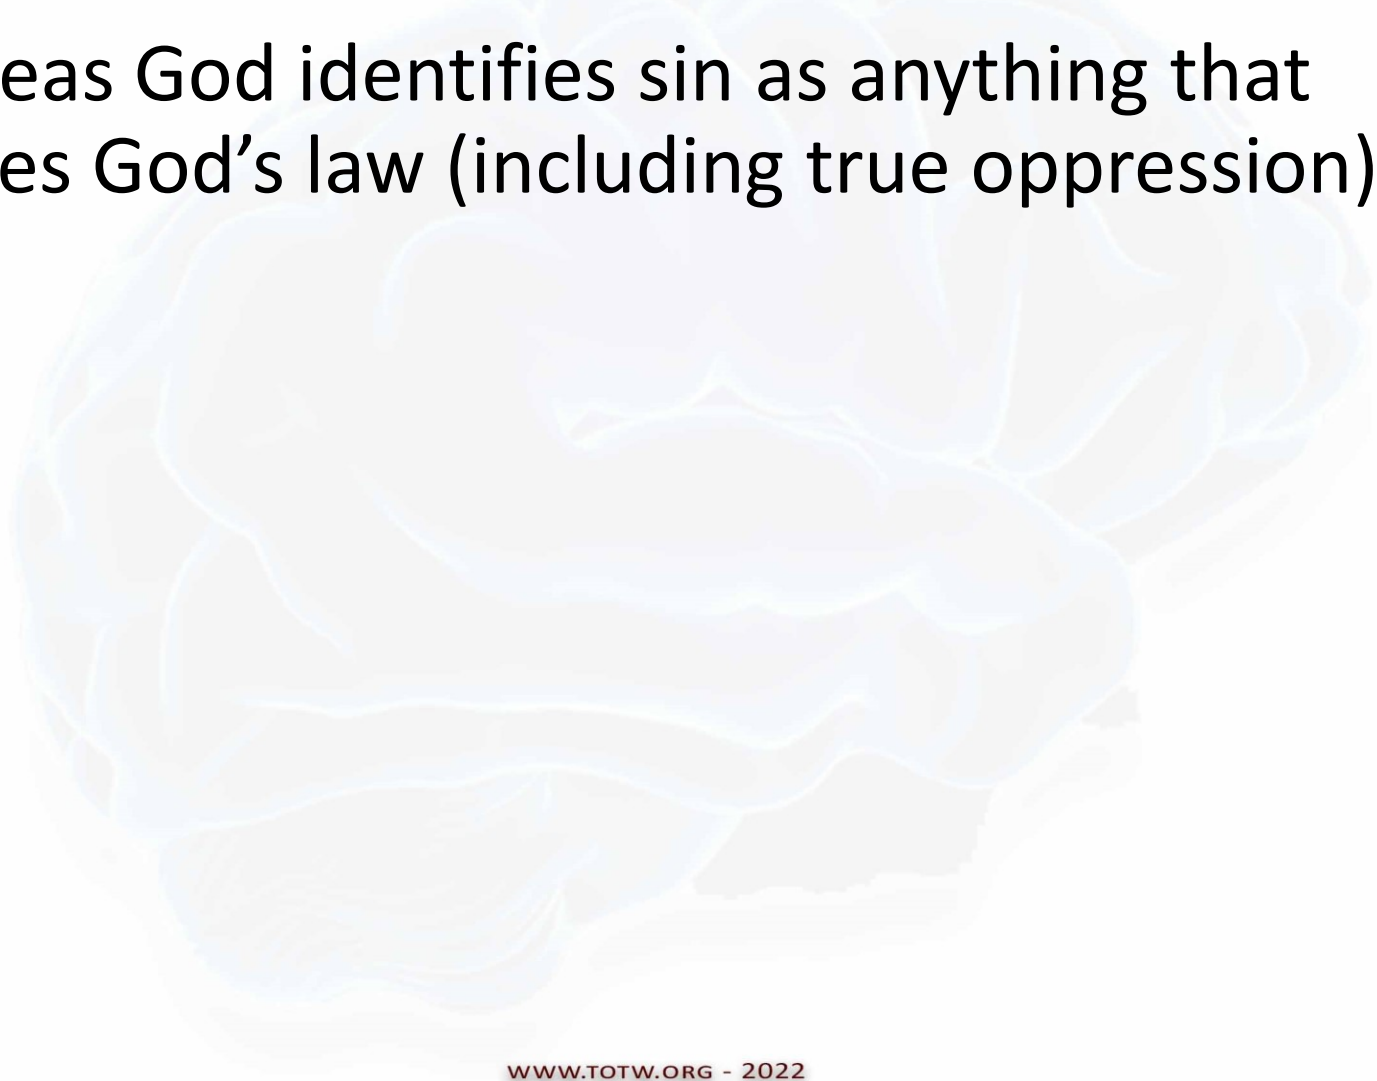 eas God identifies sin as anything that
es God’s law (including true oppression)
WWW.TOTW.ORG - 2022